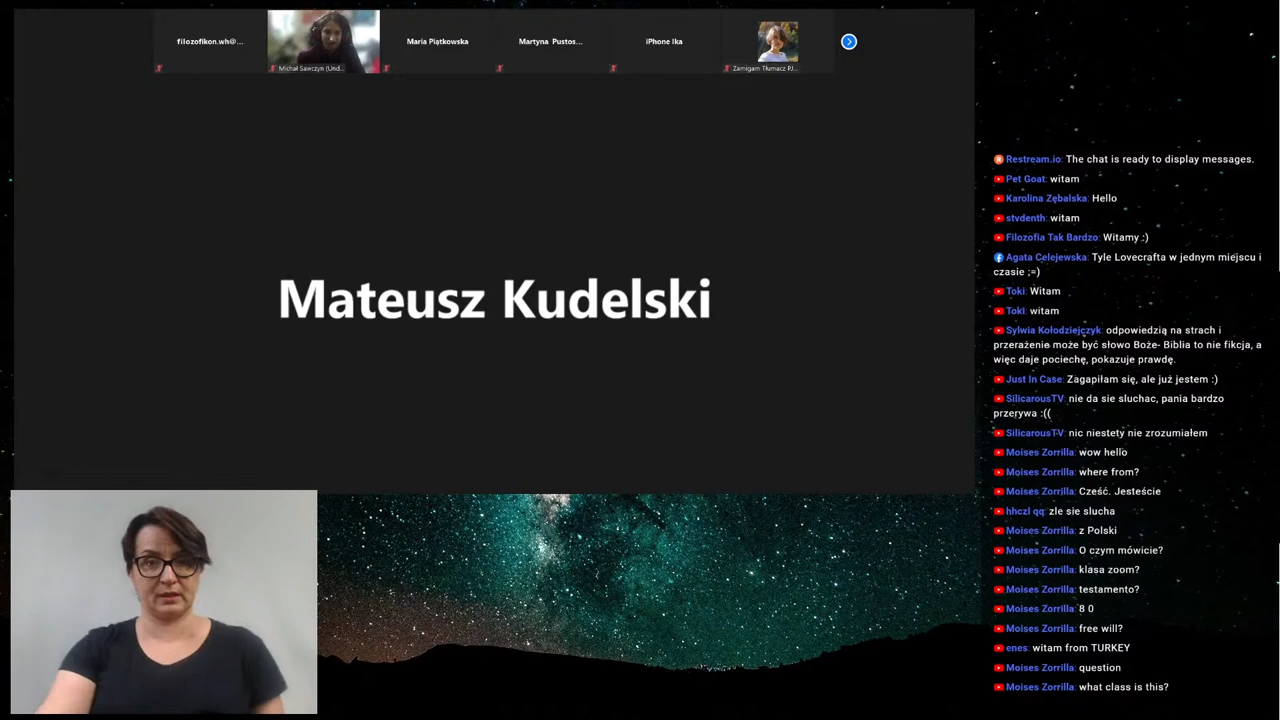 filozofikon.wh@...
Michał Sawczyn (Und...
Maria Piątkowska
Martyna Pustos...
iPhone Ika
Zamigam Tłumacz PJ...
Mateusz Kudelski
Restream.io: The chat is ready to display messages.
Pet Goat: witam
Karolina Zębalska: Hello
stvdenth: witam
Filozofia Tak Bardzo: Witamy :)
Agata Celejewska: Tyle Lovecrafta w jednym miejscu i
czasie ;=)
Toki: Witam
Toki: witam
Sylwia Kołodziejczyk: odpowiedzią na strach i
przerażenie może być słowo Boże- Biblia to nie fikcja, a
więc daje pociechę, pokazuje prawdę.
Just In Case: Zagapiłam się, ale już jestem :)
SilicarousTV: nie da sie sluchac, pania bardzo
przerywa :((
SilicarousTV: nic niestety nie zrozumiałem
Moises Zorrilla: wow hello
Moises Zorrilla: where from?
Moises Zorrilla: Cześć. Jesteście
hhczl qq: zle sie slucha
Moises Zorrilla: z Polski
Moises Zorrilla: O czym mówicie?
Moises Zorrilla: klasa zoom?
Moises Zorrilla: testamento?
Moises Zorrilla: 8 0
Moises Zorrilla: free will?
enes: witam from TURKEY
Moises Zorrilla: question
Moises Zorrilla: what class is this?